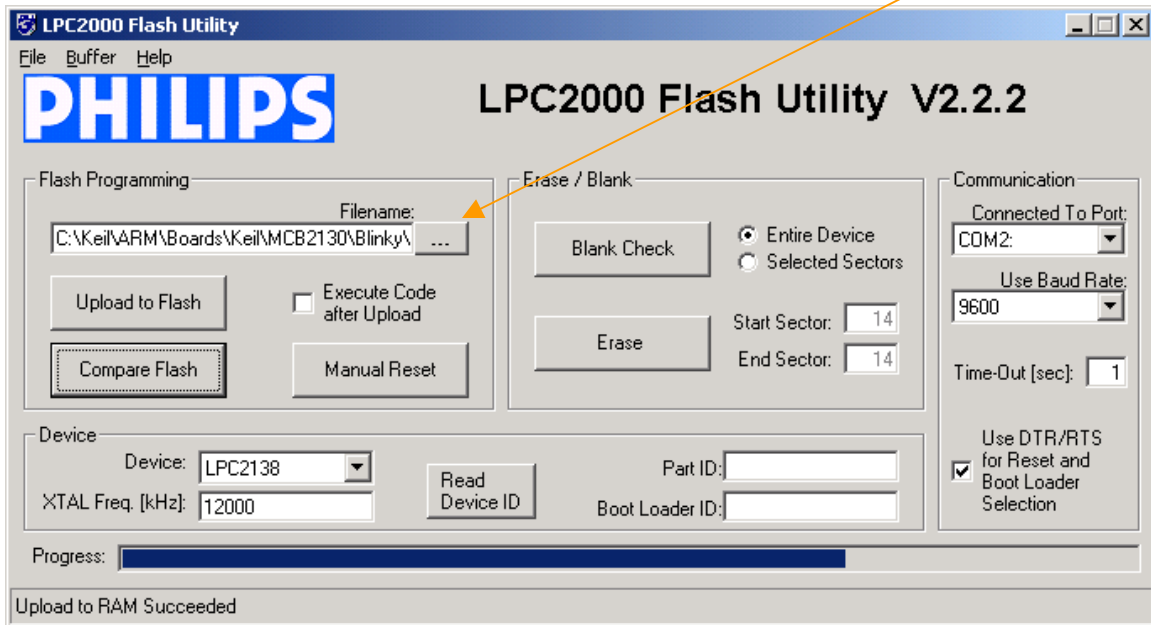 LPC2000 Flash Utility
File Buffer Help
PHILIPS
LPC2000 Flash Utility V2.2.2
Flash Programming
Filename:
C:\Keil\ARM\Boards\Keil\MCB2130\Blinky\ ...
Upload to Flash
Execute Code
after Upload
Compare Flash
Manual Reset
Erase / Blank
Blank Check
Entire Device
Selected Sectors
Erase
Start Sector: 14
End Sector: 14
Communication
Connected To Port:
COM2:
Use Baud Rate:
9600
Time-Out [sec]: 1
Use DTR/RTS
for Reset and
Boot Loader
Selection
Device
Device: LPC2138
XTAL Freq. [kHz]: 12000
Read
Device ID
Part ID:
Boot Loader ID:
Progress:
Upload to RAM Succeeded